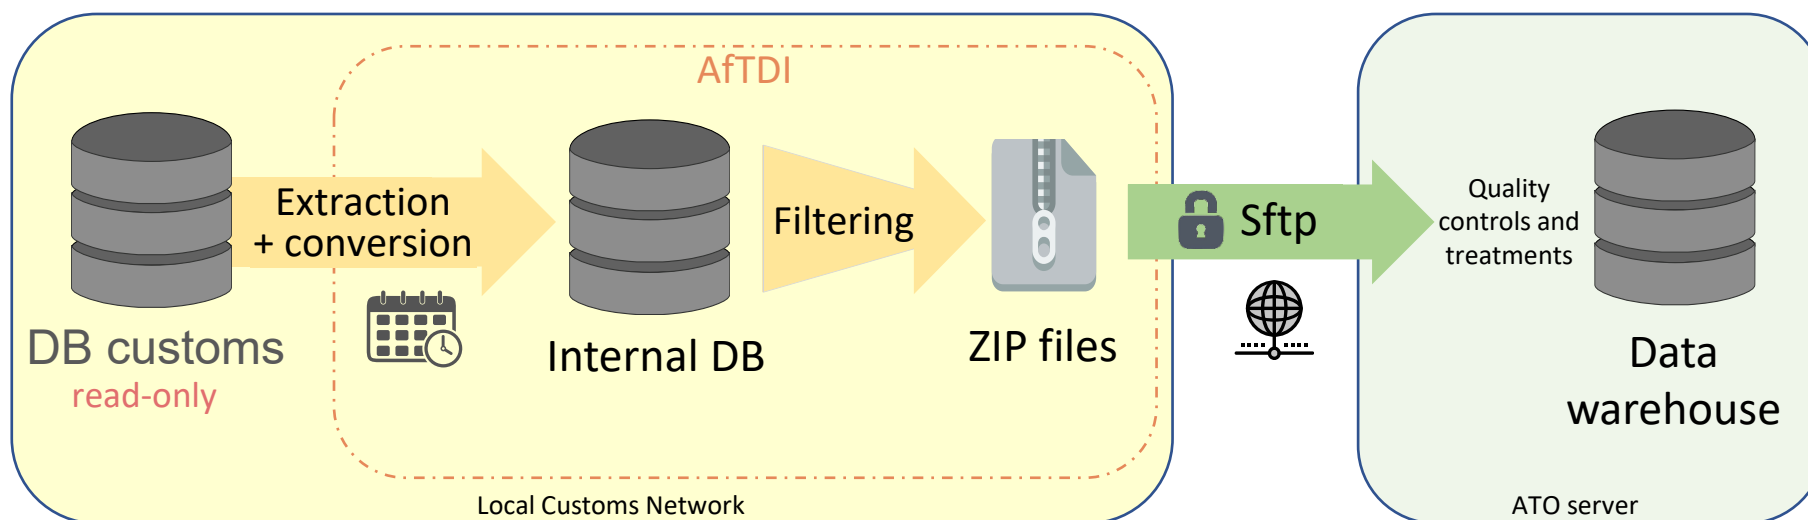 AfTDI
Extraction
+ conversion
Filtering
Sftp
Quality
controls and
treatments
DB customs
read-only
Internal DB
ZIP files
Data
warehouse
Local Customs Network
ATO server